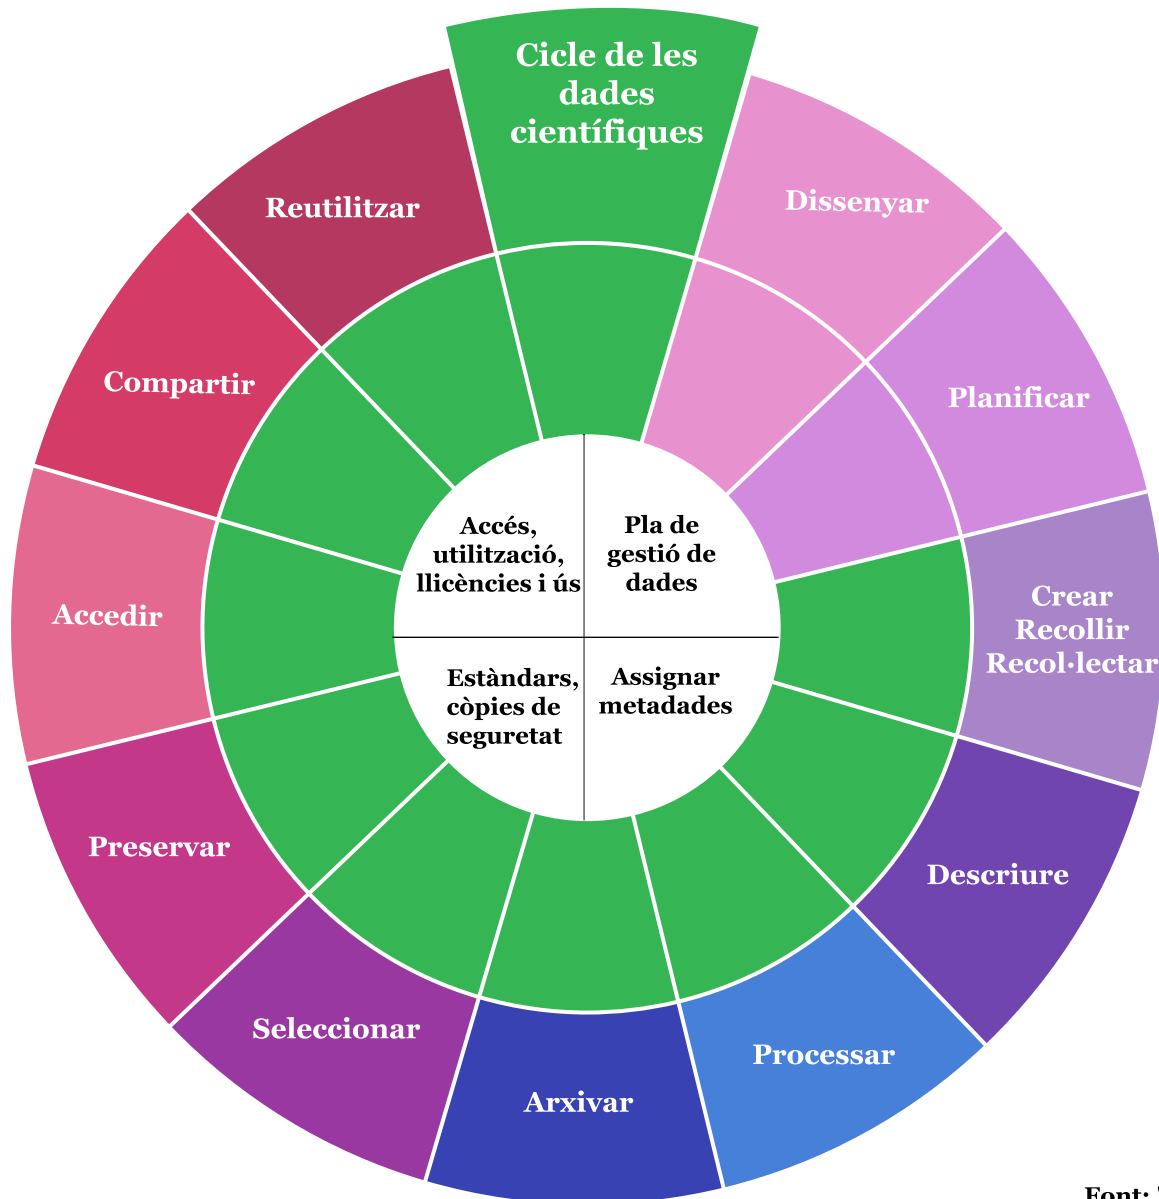 Cicle de les
dades
científiques
Dissenyar
Planificar
Crear
Recollir
Recol·lectar
Descriure
Processar
Arxivar
Seleccionar
Preservar
Accedir
Compartir
Reutilitzar
Accés,
utilització,
llicències i ús
Pla de
gestió de
dades
Estàndars,
còpies de
seguretat
Assignar
metadades
Font: